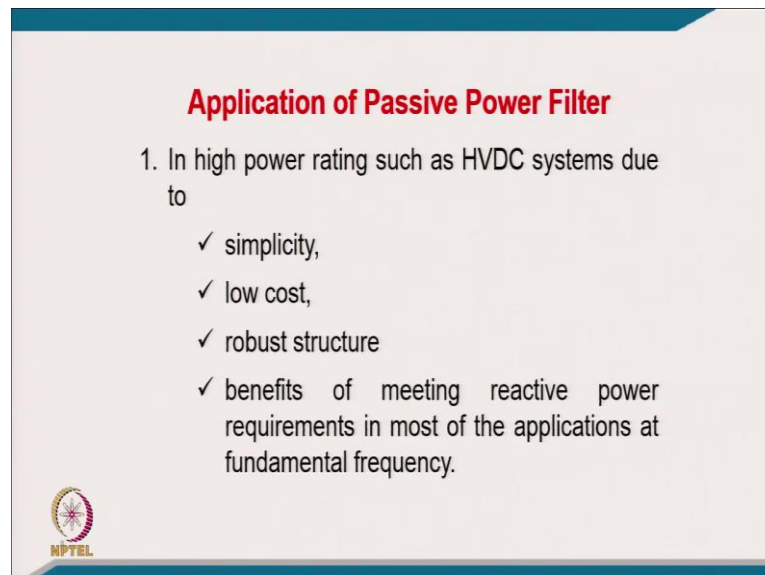 Application of Passive Power Filter
1. In high power rating such as HVDC systems due
to
✓ simplicity,
✓ low cost,
✓ robust structure
✓ benefits of meeting reactive power
requirements in most of the applications at
fundamental frequency.
NPTEL